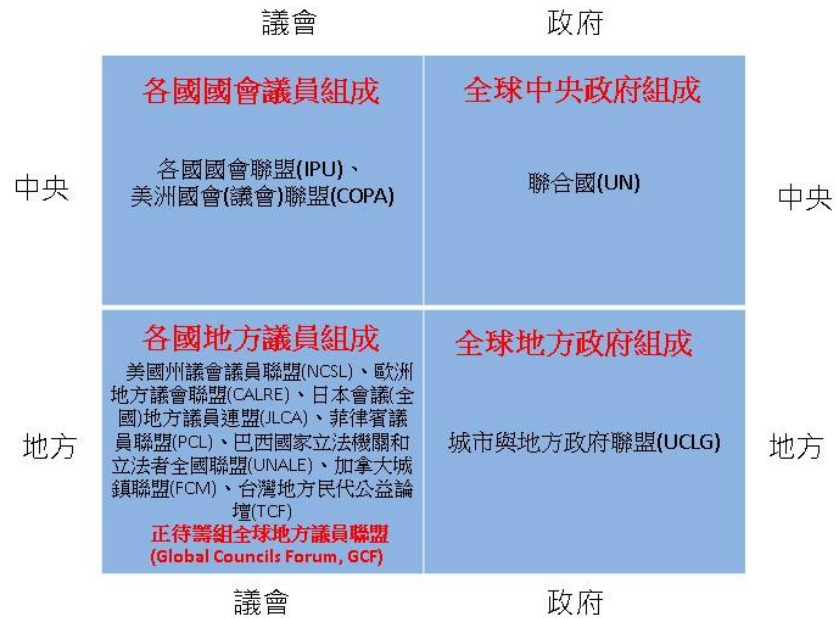 議會 政府
各國國會議員組成
各國國會聯盟(IPU)、
美洲國會(議會)聯盟(COPA)
全球中央政府組成
聯合國(UN)
中央
中央
各國地方議員組成
美國州議會議員聯盟(NCSL)、歐洲
地方議會聯盟(CALRE)、日本會議(全
國)地方議員連盟(JLCA)、菲律賓議
員聯盟(PCL)、巴西國家立法機關和
立法者全國聯盟(UNALE)、加拿大城
鎮聯盟(FCM)、台灣地方民代公益論
壇(TCF)
正待籌組全球地方議員聯盟
(Global Councils Forum, GCF)
全球地方政府組成
城市與地方政府聯盟(UCLG)
地方
地方
議會 政府